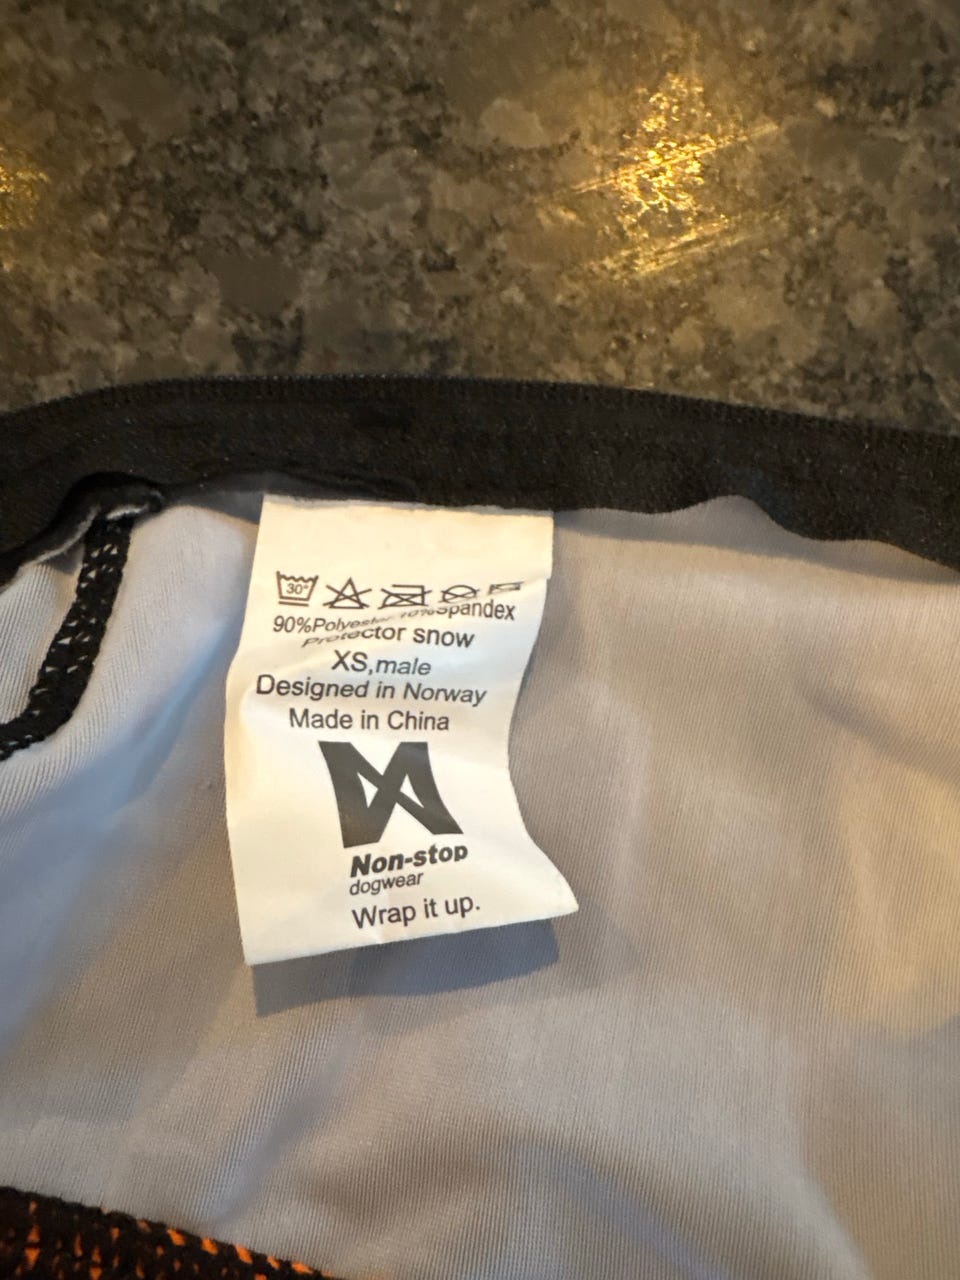 30°
90%Polyester 10%Spandex
Protector snow
XS,male
Designed in Norway
Made in China
Non-stop
dogwear
Wrap it up.